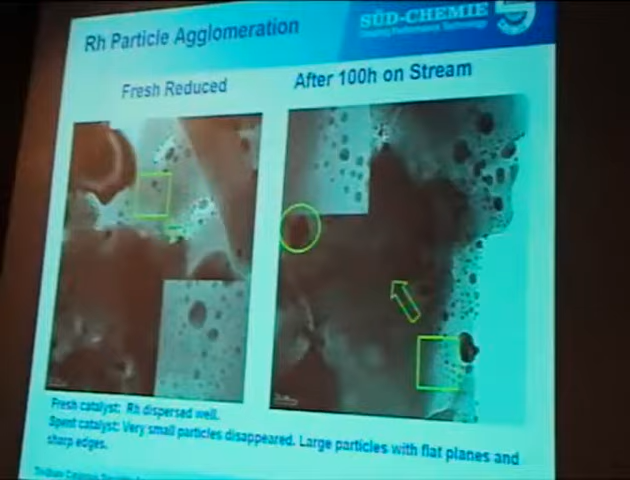 Rh Particle Agglomeration
SÜD-CHEMIE
Fresh Reduced
After 100h on Stream
Fresh catalyst: Rh dispersed well.
Spent catalyst: Very small particles disappeared. Large particles with flat planes and
sharp edges.